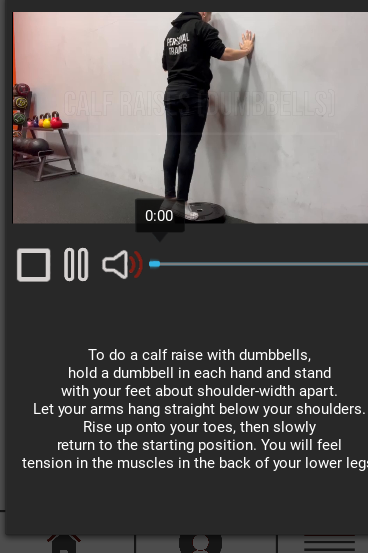 PERSONAL
TRAINER
CALF RAISES (DUMBBELLS)
0:00
To do a calf raise with dumbbells,
hold a dumbbell in each hand and stand
with your feet about shoulder-width apart.
Let your arms hang straight below your shoulders.
Rise up onto your toes, then slowly
return to the starting position. You will feel
tension in the muscles in the back of your lower legs